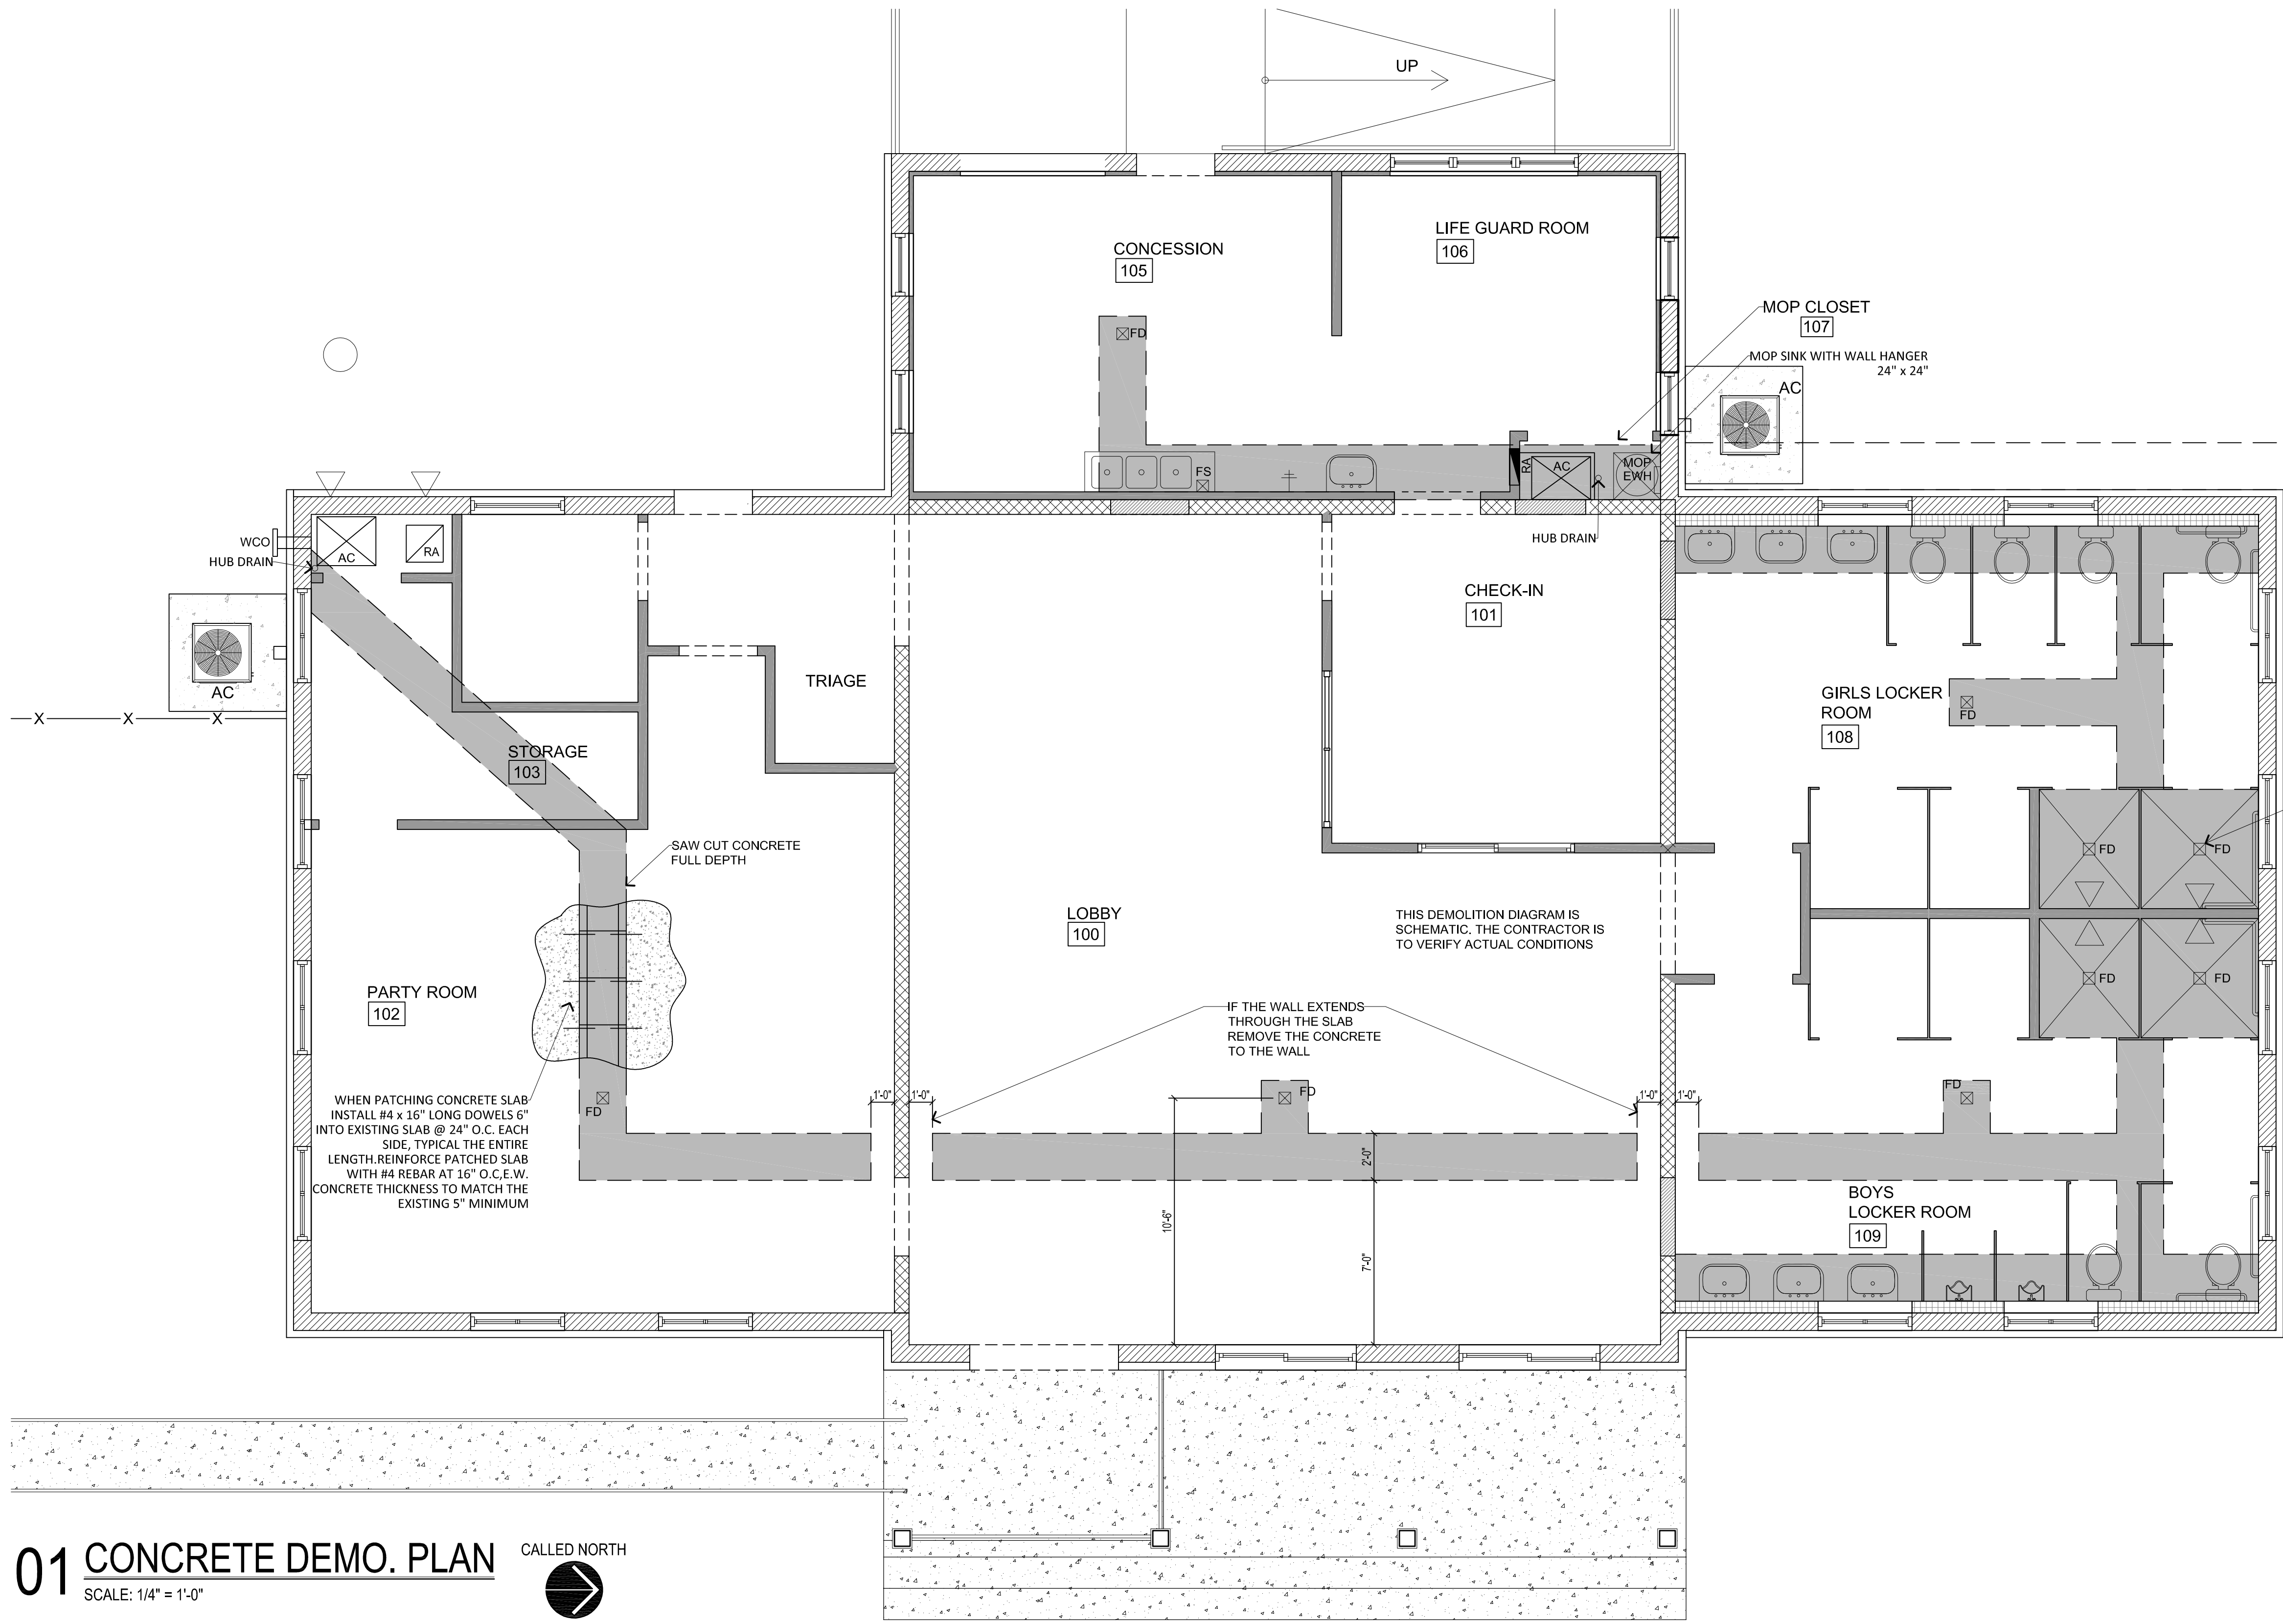 UP
CONCESSION
105
LIFE GUARD ROOM
106
MOP CLOSET
107
MOP SINK WITH WALL HANGER
24" x 24"
AC
FD
FS
RA
AC
MOP
EWH
HUB DRAIN
WCO
HUB DRAIN
AC
RA
AC
X
X
X
TRIAGE
STORAGE
103
CHECK-IN
101
GIRLS LOCKER
ROOM
108
FD
FD
FD
FD
FD
SAW CUT CONCRETE
FULL DEPTH
LOBBY
100
THIS DEMOLITION DIAGRAM IS
SCHEMATIC. THE CONTRACTOR IS
TO VERIFY ACTUAL CONDITIONS
PARTY ROOM
102
IF THE WALL EXTENDS
THROUGH THE SLAB
REMOVE THE CONCRETE
TO THE WALL
WHEN PATCHING CONCRETE SLAB
INSTALL #4 x 16" LONG DOWELS 6"
INTO EXISTING SLAB @ 24" O.C. EACH
SIDE, TYPICAL THE ENTIRE
LENGTH.REINFORCE PATCHED SLAB
WITH #4 REBAR AT 16" O.C,E.W.
CONCRETE THICKNESS TO MATCH THE
EXISTING 5" MINIMUM
FD
1'-0"
1'-0"
FD
1'-0"
1'-0"
FD
2'-0"
10'-6"
7'-0"
BOYS
LOCKER ROOM
109
01 CONCRETE DEMO. PLAN
SCALE: 1/4" = 1'-0"
CALLED NORTH